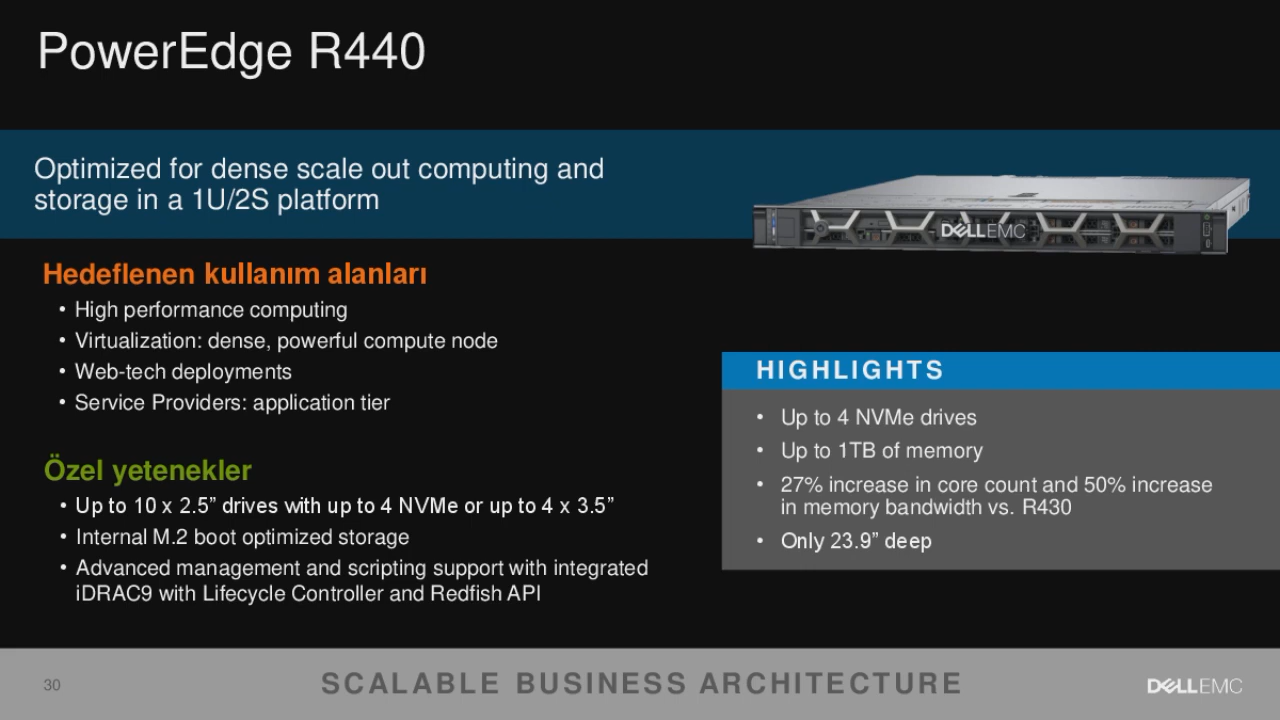 PowerEdge R440
Optimized for dense scale out computing and
storage in a 1U/2S platform
DELLEMC
Hedeflenen kullanım alanları
• High performance computing
• Virtualization: dense, powerful compute node
• Web-tech deployments
• Service Providers: application tier
Özel yetenekler
• Up to 10 x 2.5” drives with up to 4 NVMe or up to 4 x 3.5”
• Internal M.2 boot optimized storage
• Advanced management and scripting support with integrated
iDRAC9 with Lifecycle Controller and Redfish API
HIGHLIGHTS
• Up to 4 NVMe drives
• Up to 1TB of memory
• 27% increase in core count and 50% increase
in memory bandwidth vs. R430
• Only 23.9” deep
30
SCALABLE BUSINESS ARCHITECTURE
DELLEMC